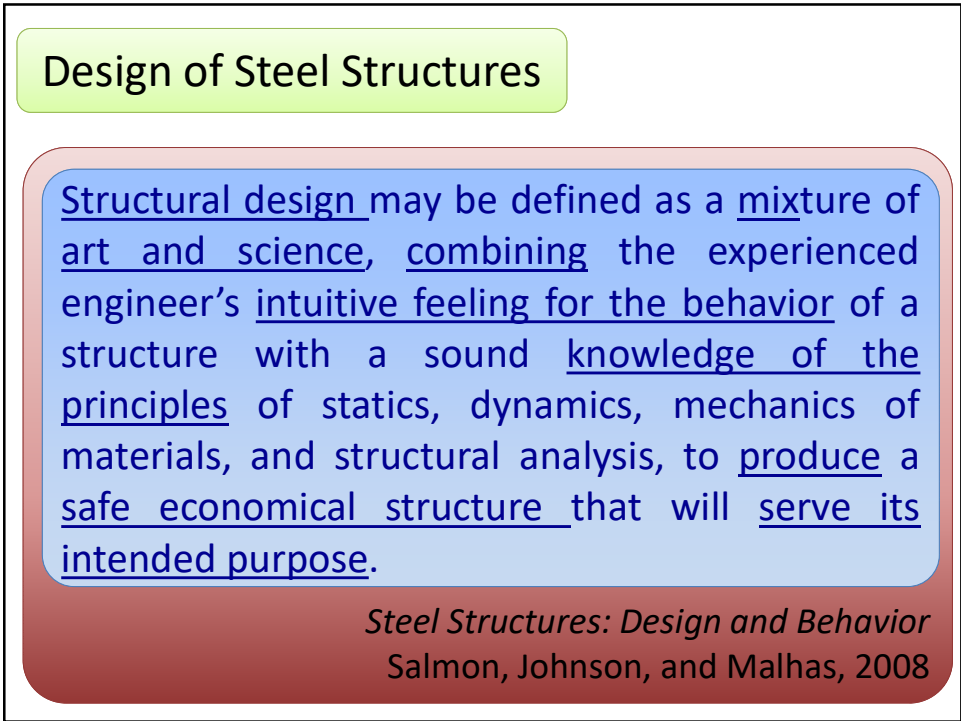 Design of Steel Structures
Structural design may be defined as a mixture of
art and science, combining the experienced
engineer’s intuitive feeling for the behavior of a
structure with a sound knowledge of the
principles of statics, dynamics, mechanics of
materials, and structural analysis, to produce a
safe economical structure that will serve its
intended purpose.
Steel Structures: Design and Behavior
Salmon, Johnson, and Malhas, 2008